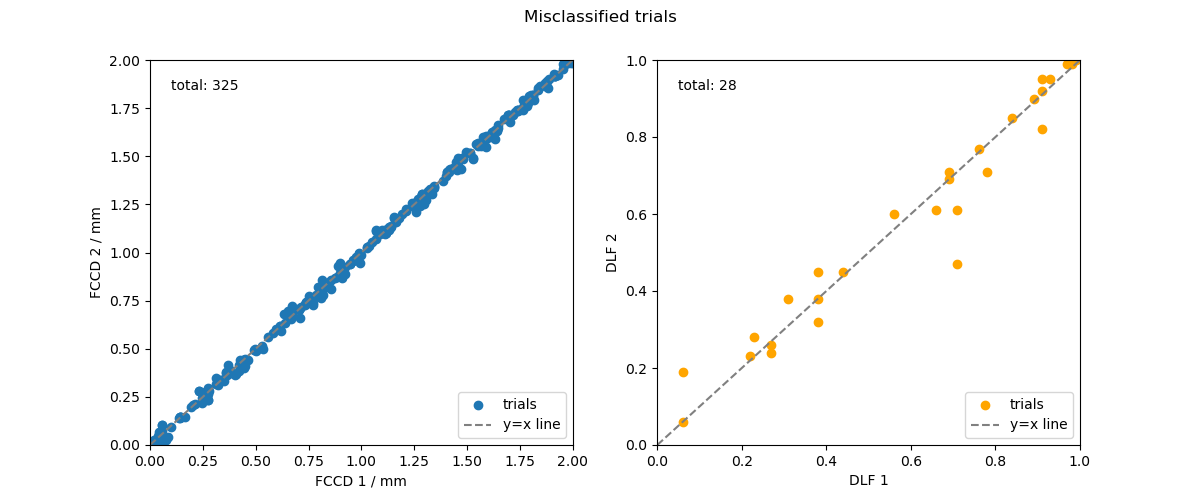 Misclassified trials
total: 325
FCCD 2 / mm
2.00
1.75
1.50
1.25
1.00
0.75
0.50
0.25
0.00
trials
y=x line
0.00 0.25 0.50 0.75 1.00 1.25 1.50 1.75 2.00
FCCD 1 / mm
total: 28
DLF 2
1.0
0.8
0.6
0.4
0.2
0.0
trials
y=x line
0.0 0.2 0.4 0.6 0.8 1.0
DLF 1